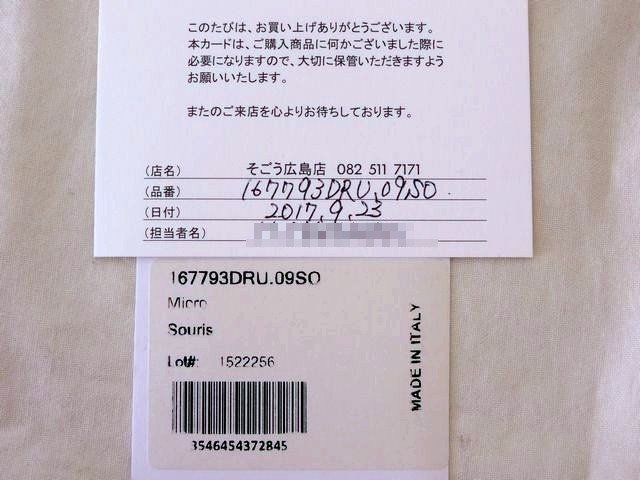 このたびは、お買い上げありがとうございます。
本カードは、ご購入商品に何かございました際に
必要になりますので、大切に保管いただきますよう
お願いいたします。
またのご来店を心よりお待ちしております。
(店名) そごう広島店 082 511 7171
(品番) 167793DRU.09SO
(日付) 2017.9.23
(担当者名)
167793DRU.09SO
Micro
Souris
Lot#: 1522256
3546454372845
MADE IN ITALY